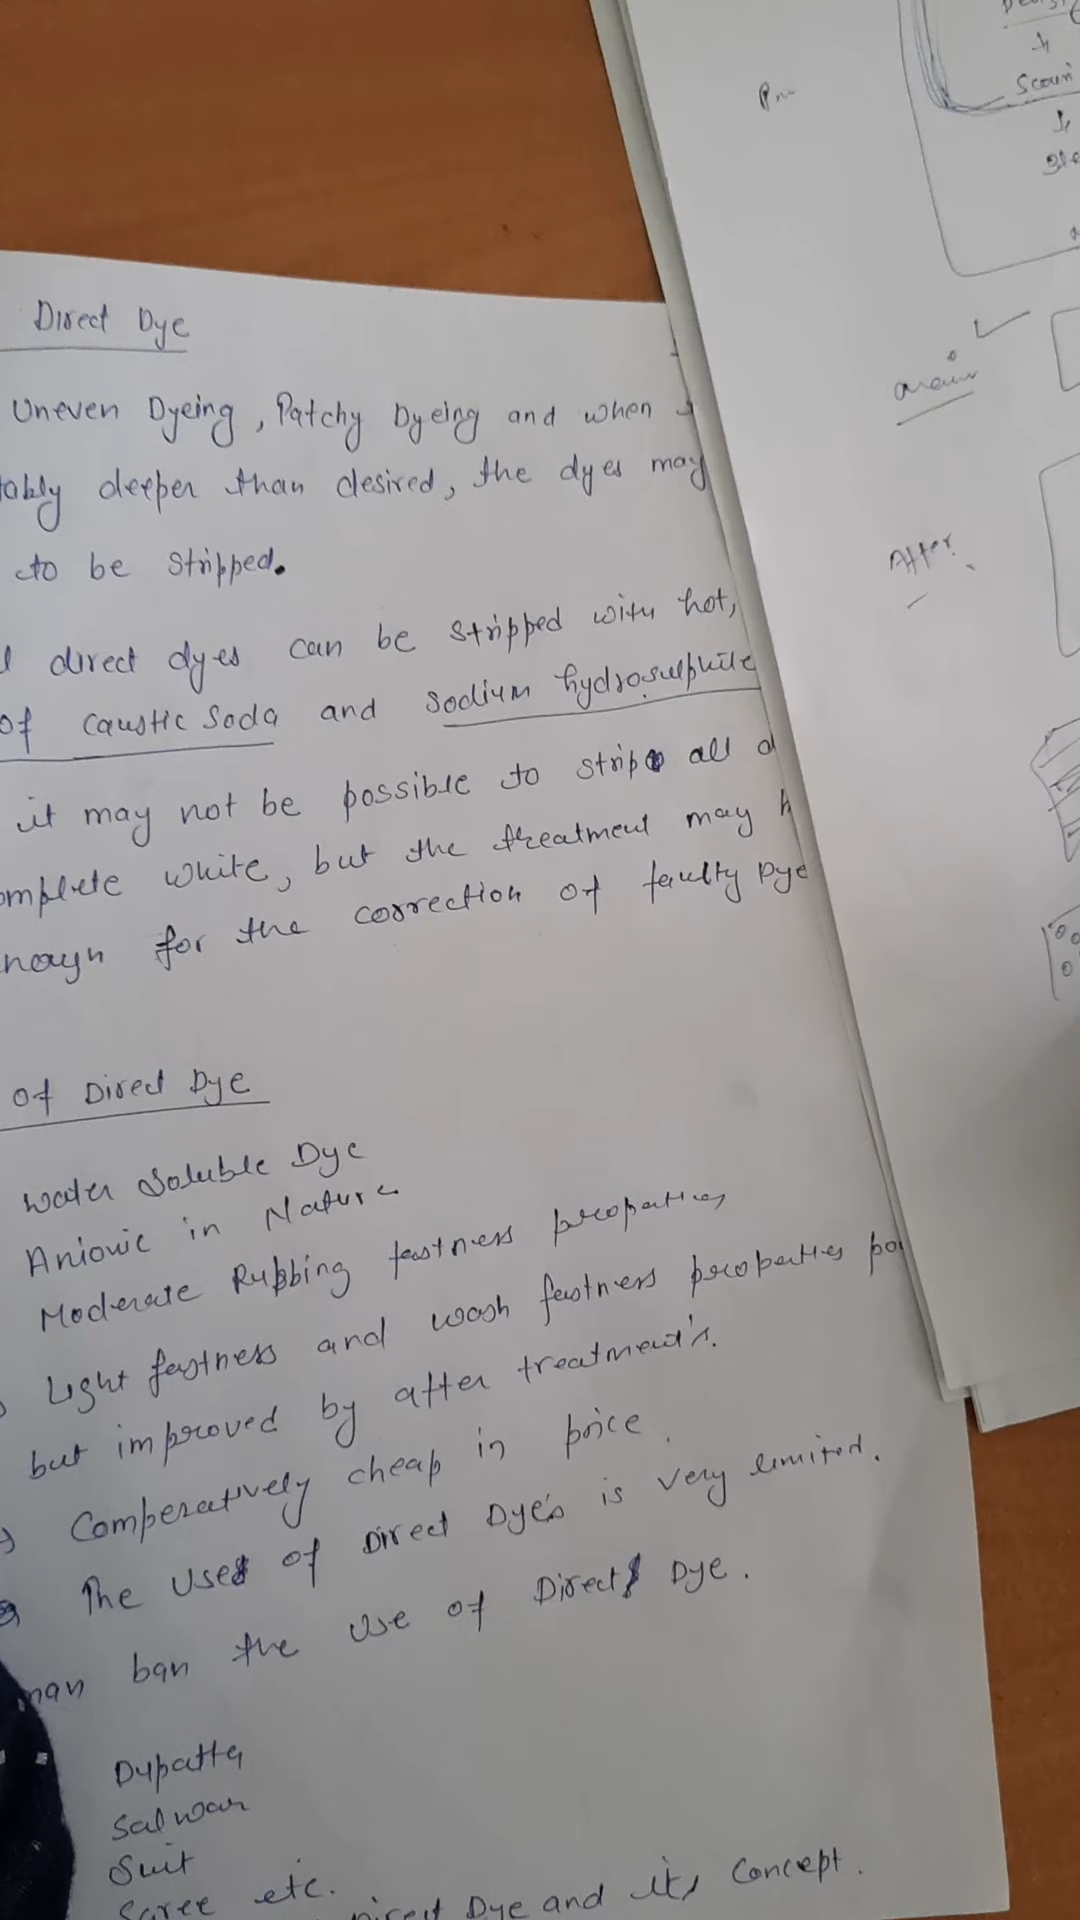 Direct Dye
Uneven Dyeing, Patchy Dyeing and when
tably deeper than desired, the dyes may
to be stripped.
direct dyes can be stripped with hot,
of caustic Soda and Sodium hydrosulphite
it may not be possible to strip all d
omplete white, but the treatment may h
nough for the correction of faulty Dye
of Direct Dye
Water Soluble Dye
Anionic in Nature
Moderate Rubbing fastness properties
Light fastness and wash fastness properties poi
but improved by after treatment's.
Comperatively cheap in price.
The Uses of Direct Dye's is very limited.
man ban the use of Direct Dye.
Dupatta
Salwar
Suit
Saree etc.
Direct Dye and its Concept.
Scouri
After